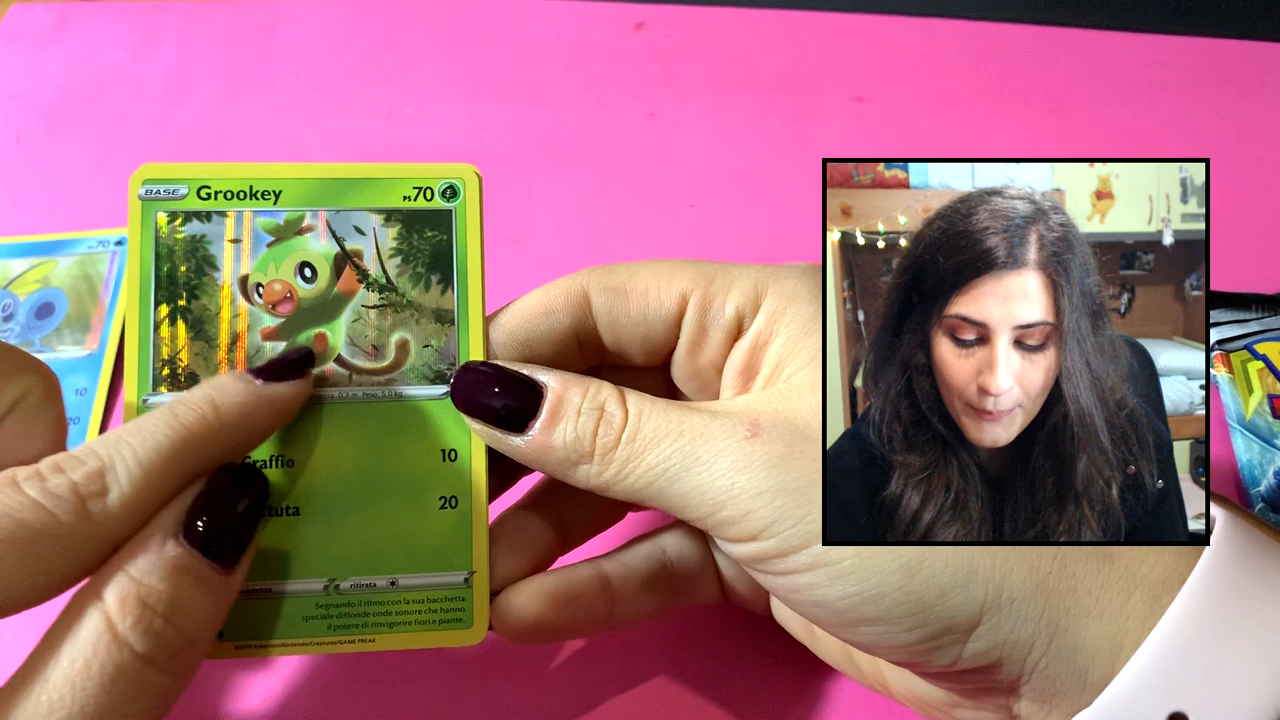 BASE Grookey PS70
70
0,3 m Peso: 5,0 kg
10
20
Graffio 10
20
ritirata
Segnando il ritmo con la sua bacchetta
speciale diffonde onde sonore che hanno
il potere di rinvigorire fiori e piante.
©2019 Pokémon/Nintendo/Creatures/GAME FREAK